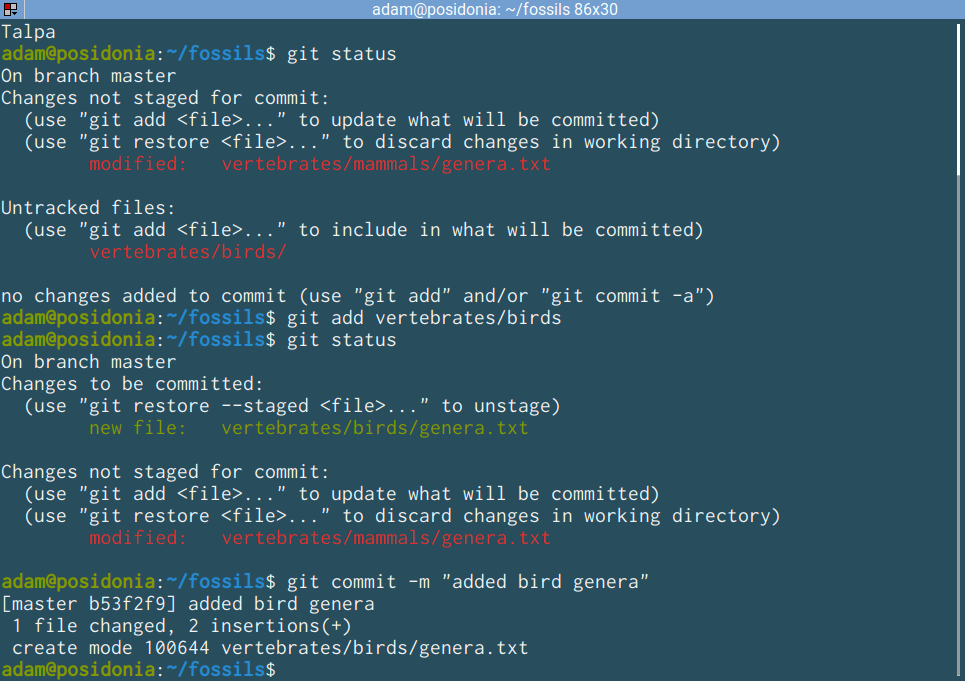 adam@posidonia: ~/fossils 86x30
Talpa
adam@posidonia:~/fossils$ git status
On branch master
Changes not staged for commit:
  (use "git add <file>..." to update what will be committed)
  (use "git restore <file>..." to discard changes in working directory)
        modified:   vertebrates/mammals/genera.txt

Untracked files:
  (use "git add <file>..." to include in what will be committed)
        vertebrates/birds/

no changes added to commit (use "git add" and/or "git commit -a")
adam@posidonia:~/fossils$ git add vertebrates/birds
adam@posidonia:~/fossils$ git status
On branch master
Changes to be committed:
  (use "git restore --staged <file>..." to unstage)
        new file:   vertebrates/birds/genera.txt

Changes not staged for commit:
  (use "git add <file>..." to update what will be committed)
  (use "git restore <file>..." to discard changes in working directory)
        modified:   vertebrates/mammals/genera.txt

adam@posidonia:~/fossils$ git commit -m "added bird genera"
[master b53f2f9] added bird genera
 1 file changed, 2 insertions(+)
 create mode 100644 vertebrates/birds/genera.txt
adam@posidonia:~/fossils$